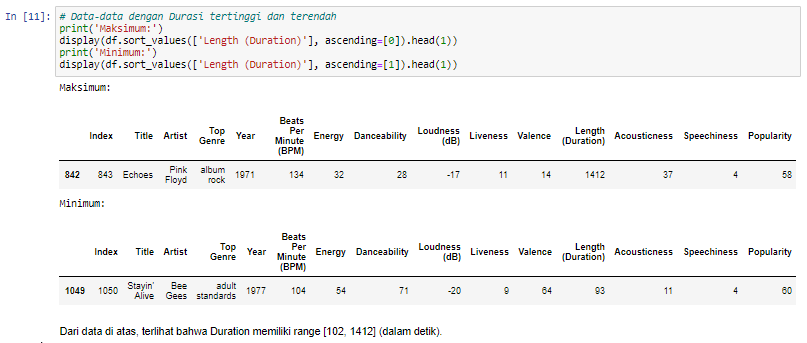 In [11]: # Data-data dengan Durasi tertinggi dan terendah
print('Maksimum:')
display(df.sort_values(['Length (Duration)'], ascending=[0]).head(1))
print('Minimum:')
display(df.sort_values(['Length (Duration)'], ascending=[1]).head(1))
Maksimum:
Index Title Artist Top Genre Year Beats Per Minute (BPM) Energy Danceability Loudness (dB) Liveness Valence Length (Duration) Acousticness Speechiness Popularity
842 843 Echoes Pink Floyd album rock 1971 134 32 28 -17 11 14 1412 37 4 58
Minimum:
Index Title Artist Top Genre Year Beats Per Minute (BPM) Energy Danceability Loudness (dB) Liveness Valence Length (Duration) Acousticness Speechiness Popularity
1049 1050 Stayin' Alive Bee Gees adult standards 1977 104 54 71 -20 9 64 93 11 4 60
Dari data di atas, terlihat bahwa Duration memiliki range [102, 1412] (dalam detik).